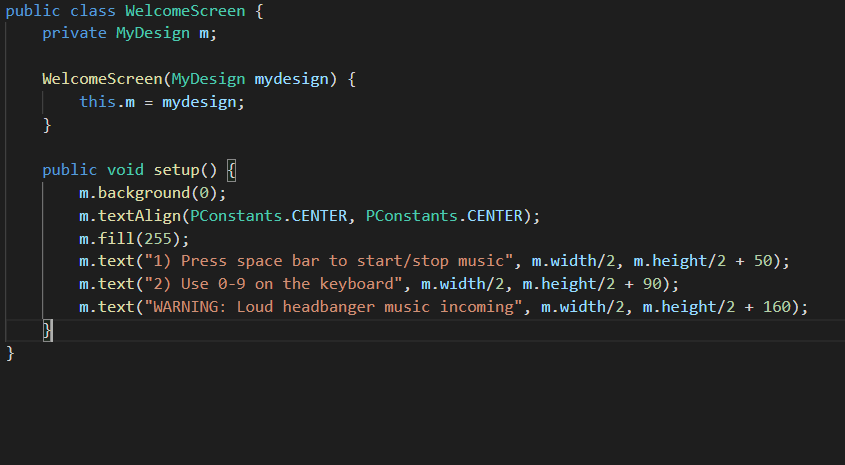 public class WelcomeScreen {
    private MyDesign m;

    WelcomeScreen(MyDesign mydesign) {
        this.m = mydesign;
    }

    public void setup() {
        m.background(0);
        m.textAlign(PConstants.CENTER, PConstants.CENTER);
        m.fill(255);
        m.text("1) Press space bar to start/stop music", m.width/2, m.height/2 + 50);
        m.text("2) Use 0-9 on the keyboard", m.width/2, m.height/2 + 90);
        m.text("WARNING: Loud headbanger music incoming", m.width/2, m.height/2 + 160);
    }
}